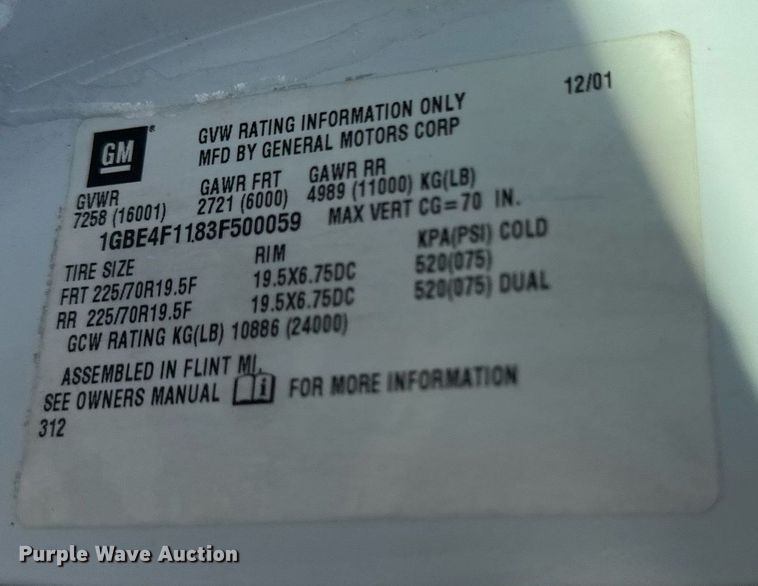 12/01
GM ®
GVW RATING INFORMATION ONLY
MFD BY GENERAL MOTORS CORP
GVWR GAWR FRT GAWR RR
7258 (16001) 2721 (6000) 4989 (11000) KG(LB)
1GBE4F1183F500059 MAX VERT CG=70 IN.
TIRE SIZE RIM KPA(PSI) COLD
FRT 225/70R19.5F 19.5X6.75DC 520(075)
RR 225/70R19.5F 19.5X6.75DC 520(075) DUAL
GCW RATING KG(LB) 10886 (24000)
ASSEMBLED IN FLINT MI.
SEE OWNERS MANUAL i FOR MORE INFORMATION
312
Purple Wave Auction